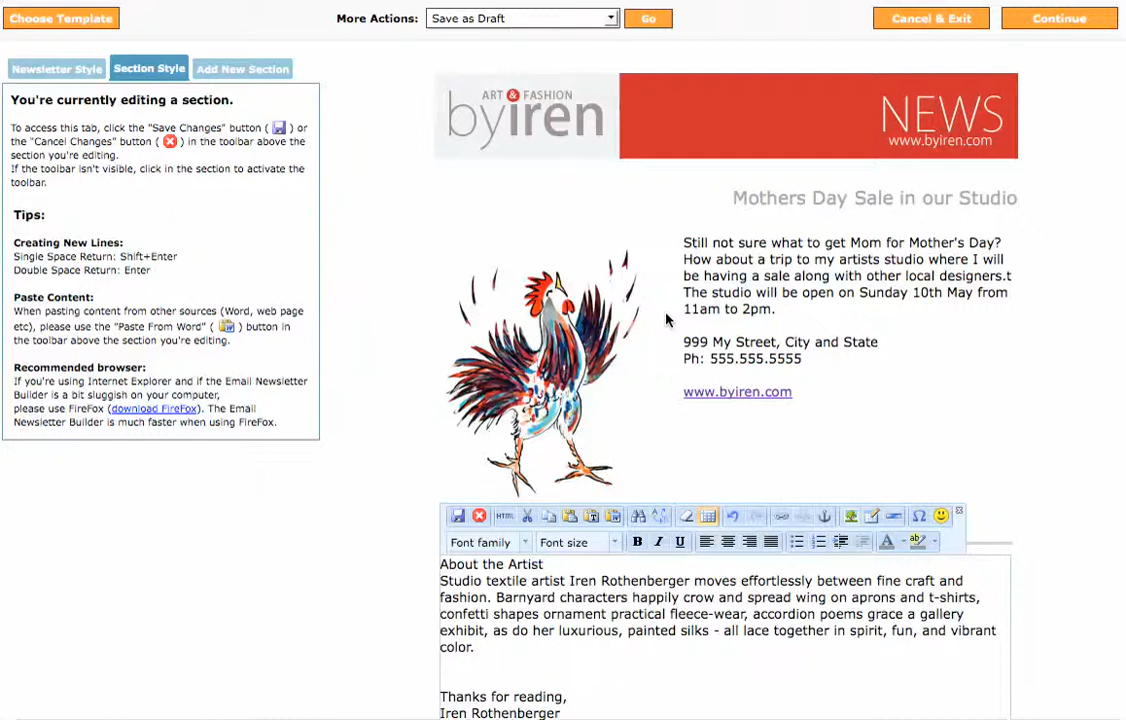 Choose Template
More Actions:
Save as Draft
Go
Cancel & Exit
Continue
Newsletter Style
Section Style
Add New Section
You're currently editing a section.
To access this tab, click the "Save Changes" button ( ) or
the "Cancel Changes" button ( ) in the toolbar above the
section you're editing.
If the toolbar isn't visible, click in the section to activate the
toolbar.
Tips:
Creating New Lines:
Single Space Return: Shift+Enter
Double Space Return: Enter
Paste Content:
When pasting content from other sources (Word, web page
etc), please use the "Paste From Word" ( ) button in
the toolbar above the section you're editing.
Recommended browser:
If you're using Internet Explorer and if the Email Newsletter
Builder is a bit sluggish on your computer,
please use FireFox (download FireFox). The Email
Newsletter Builder is much faster when using FireFox.
ART & FASHION
byiren
NEWS
www.byiren.com
Mothers Day Sale in our Studio
Still not sure what to get Mom for Mother's Day?
How about a trip to my artists studio where I will
be having a sale along with other local designers.t
The studio will be open on Sunday 10th May from
11am to 2pm.
999 My Street, City and State
Ph: 555.555.5555
www.byiren.com
HTML
Font family
Font size
B I U
A
ab
About the Artist
Studio textile artist Iren Rothenberger moves effortlessly between fine craft and
fashion. Barnyard characters happily crow and spread wing on aprons and t-shirts,
confetti shapes ornament practical fleece-wear, accordion poems grace a gallery
exhibit, as do her luxurious, painted silks - all lace together in spirit, fun, and vibrant
color.
Thanks for reading,
Iren Rothenberger